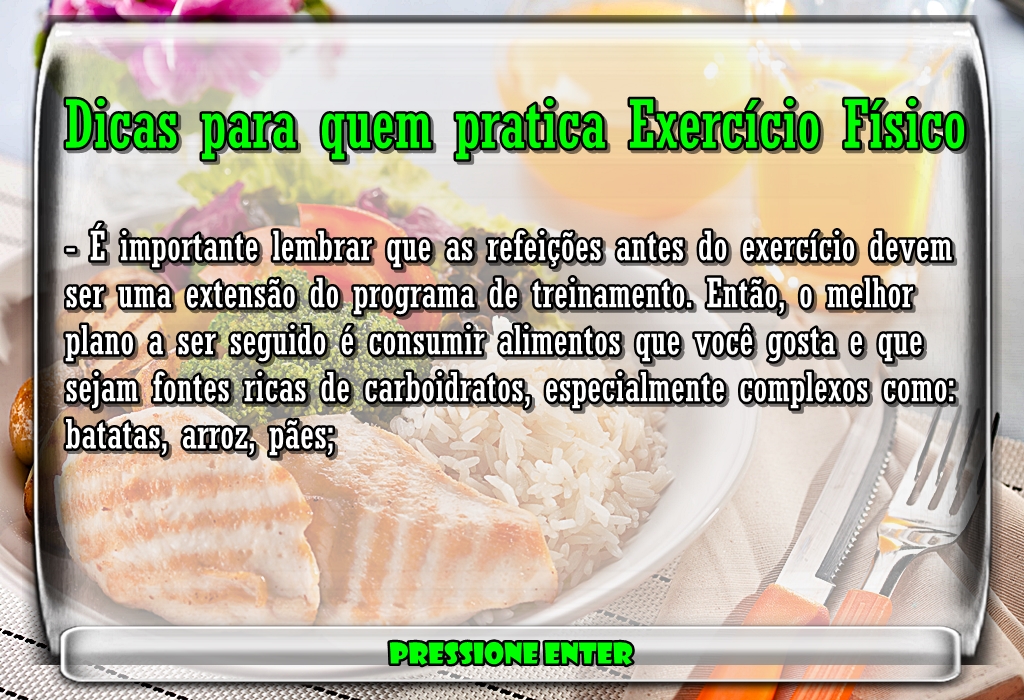 Dicas para quem pratica Exercício Físico
- É importante lembrar que as refeições antes do exercício devem
ser uma extensão do programa de treinamento. Então, o melhor
plano a ser seguido é consumir alimentos que você gosta e que
sejam fontes ricas de carboidratos, especialmente complexos como:
batatas, arroz, pães;
PRESSIONE ENTER